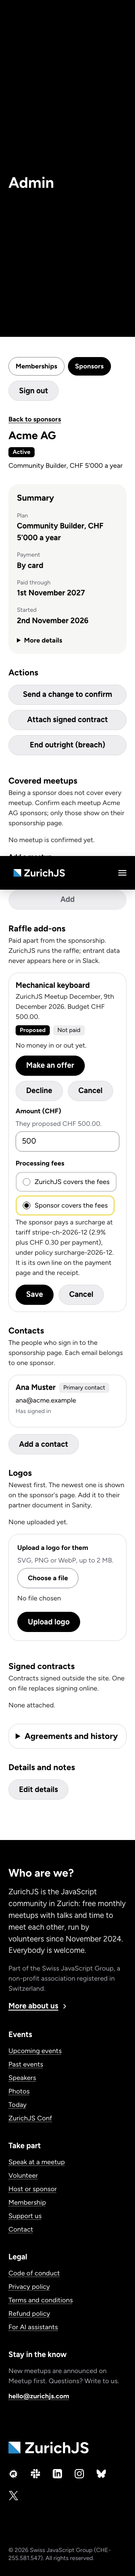 Admin
Memberships
Sponsors
Sign out
Back to sponsors
Acme AG
Active
Community Builder, CHF 5'000 a year
Summary
Plan
Community Builder, CHF
5'000 a year
Payment
By card
Paid through
1st November 2027
Started
2nd November 2026
More details
Actions
Send a change to confirm
Attach signed contract
End outright (breach)
Covered meetups
Being a sponsor does not cover every
meetup. Confirm each meetup Acme
AG sponsors; only those show on their
sponsorship page.
No meetup is confirmed yet.
ZurichJS
Add
Raffle add-ons
Paid apart from the sponsorship.
ZurichJS runs the raffle; entrant data
never appears here or in Slack.
Mechanical keyboard
ZurichJS Meetup December, 9th
December 2026. Budget CHF
500.00.
Proposed
Not paid
No money in or out yet.
Make an offer
Decline
Cancel
Amount (CHF)
They proposed CHF 500.00.
500
Processing fees
ZurichJS covers the fees
Sponsor covers the fees
The sponsor pays a surcharge at
tariff stripe-ch-2026-12 (2.9%
plus CHF 0.30 per payment),
under policy surcharge-2026-12.
It is its own line on the payment
page and the receipt.
Save
Cancel
Contacts
The people who sign in to the
sponsorship page. Each email belongs
to one sponsor.
Ana Muster
Primary contact
ana@acme.example
Has signed in
Add a contact
Logos
Newest first. The newest one is shown
on the sponsor's page. Add it to their
partner document in Sanity.
None uploaded yet.
Upload a logo for them
SVG, PNG or WebP, up to 2 MB.
Choose a file
No file chosen
Upload logo
Signed contracts
Contracts signed outside the site. One
on file replaces signing online.
None attached.
Agreements and history
Details and notes
Edit details
Who are we?
ZurichJS is the JavaScript
community in Zurich: free monthly
meetups with talks and time to
meet each other, run by
volunteers since November 2024.
Everybody is welcome.
Part of the Swiss JavaScript Group, a
non-profit association registered in
Switzerland.
More about us
Events
Upcoming events
Past events
Speakers
Photos
Today
ZurichJS Conf
Take part
Speak at a meetup
Volunteer
Host or sponsor
Membership
Support us
Contact
Legal
Code of conduct
Privacy policy
Terms and conditions
Refund policy
For AI assistants
Stay in the know
New meetups are announced on
Meetup first. Questions? Write to us.
hello@zurichjs.com
ZurichJS
© 2026 Swiss JavaScript Group (CHE-
255.581.547). All rights reserved.